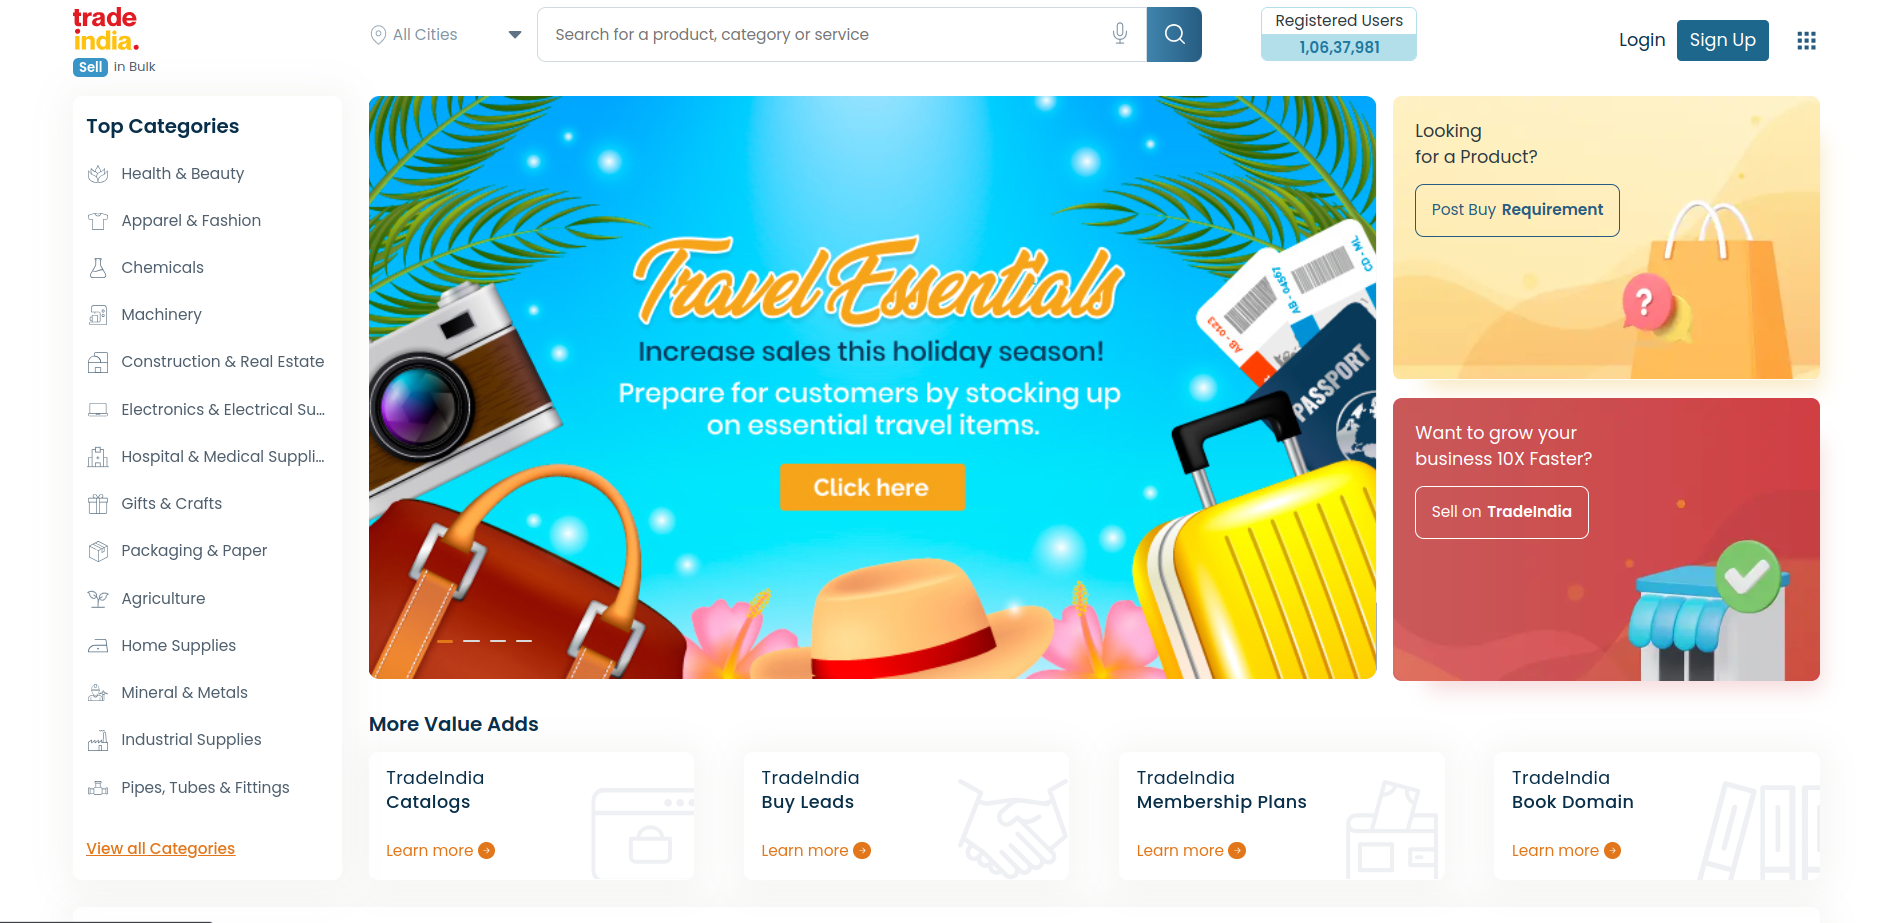 trade
india.
Sell in Bulk
All Cities
Search for a product, category or service
Registered Users
1,06,37,981
Login
Sign Up
Top Categories
Health & Beauty
Apparel & Fashion
Chemicals
Machinery
Construction & Real Estate
Electronics & Electrical Su...
Hospital & Medical Suppli...
Gifts & Crafts
Packaging & Paper
Agriculture
Home Supplies
Mineral & Metals
Industrial Supplies
Pipes, Tubes & Fittings
View all Categories
Travel Essentials
Increase sales this holiday season!
Prepare for customers by stocking up
on essential travel items.
Click here
CD - ML
AB - 04567
AB - 0123
PASSPORT
Looking
for a Product?
Post Buy Requirement
?
Want to grow your
business 10X Faster?
Sell on TradeIndia
More Value Adds
TradeIndia
Catalogs
Learn more
TradeIndia
Buy Leads
Learn more
TradeIndia
Membership Plans
Learn more
TradeIndia
Book Domain
Learn more